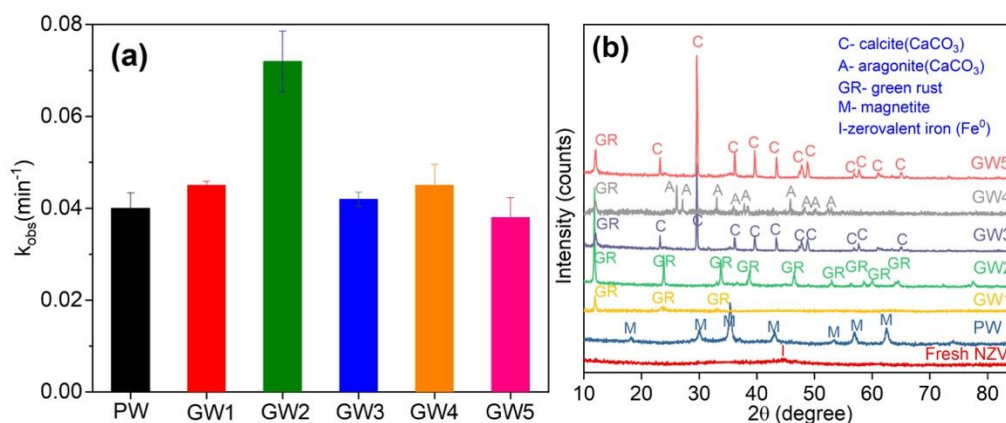 (a)
k_obs(min⁻¹)
0.08
0.06
0.04
0.02
0.00
PW GW1 GW2 GW3 GW4 GW5
(b)
C- calcite(CaCO₃)
A- aragonite(CaCO₃)
GR- green rust
M- magnetite
I-zerovalent iron (Fe⁰)
Intensity (counts)
C
GR C C C C C C C C C GW5
GR A A A A A A A A A GW4
GR C C C C C C C C C C GW3
GR GR GR GR GR GR GR GR GR GW2
GR GR GR GW1
M M M M M M M PW
I Fresh NZV
10 20 30 40 50 60 70 80
2θ (degree)